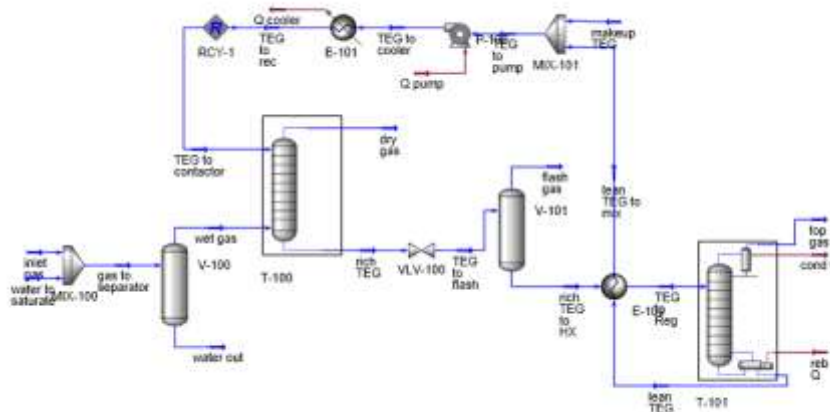 Q cooler
RCY-1
TEG
to
rec
E-101
TEG to
cooler
P-100
TEG
to
pump
MIX-101
makeup
TEG
Q pump
TEG to
contactor
dry
gas
T-100
wet gas
inlet
gas
water to
saturate
MIX-100
gas to
separator
V-100
water out
rich
TEG
VLV-100
TEG
to
flash
flash
gas
V-101
rich
TEG
to
HX
lean
TEG to
mix
TEG
to
Reg
top
gas
cond
reb
Q
lean
TEG
T-101